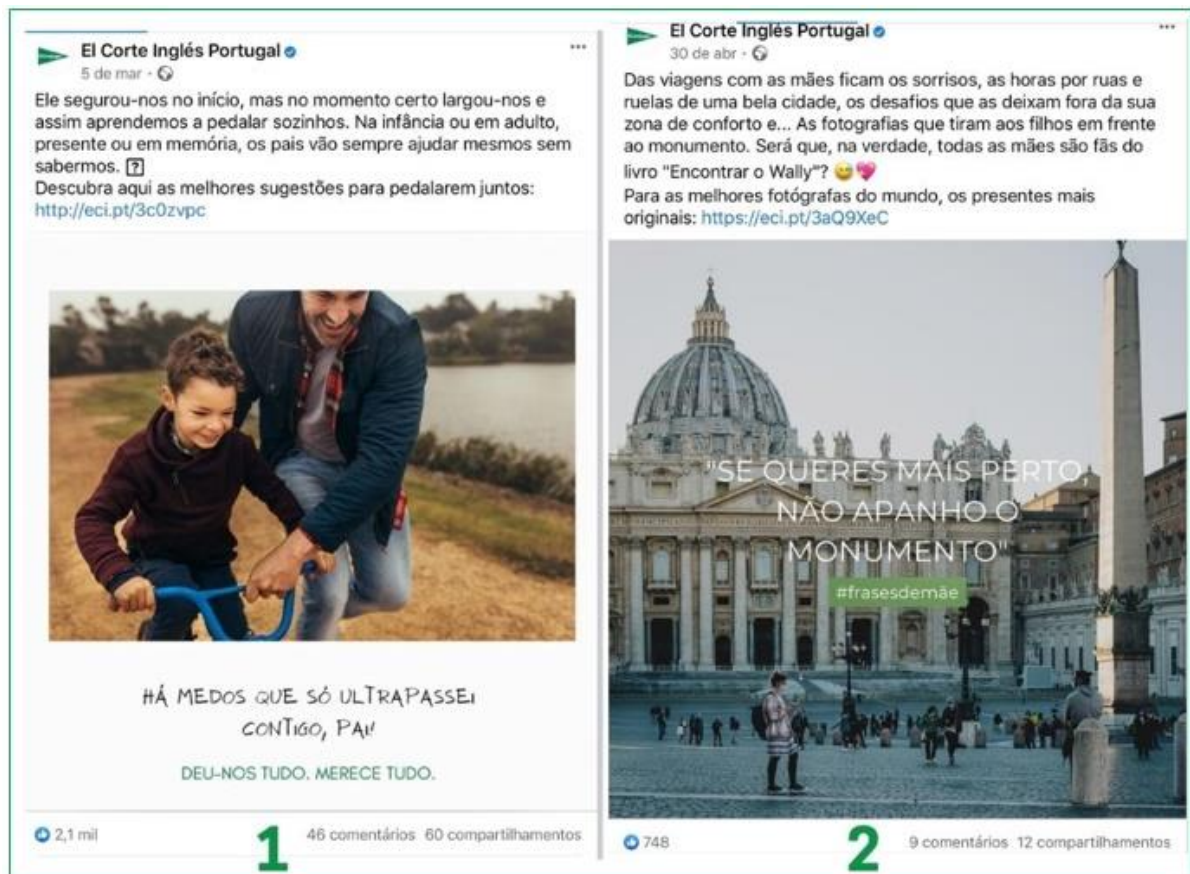 El Corte Inglés Portugal
5 de mar ·
Ele segurou-nos no início, mas no momento certo largou-nos e
assim aprendemos a pedalar sozinhos. Na infância ou em adulto,
presente ou em memória, os pais vão sempre ajudar mesmos sem
sabermos. ?
Descubra aqui as melhores sugestões para pedalarem juntos:
http://eci.pt/3c0zvpc
HÁ MEDOS QUE SÓ ULTRAPASSEI
CONTIGO, PAI!
DEU-NOS TUDO. MERECE TUDO.
2,1 mil
46 comentários 60 compartilhamentos
1
El Corte Inglés Portugal
30 de abr ·
Das viagens com as mães ficam os sorrisos, as horas por ruas e
ruelas de uma bela cidade, os desafios que as deixam fora da sua
zona de conforto e... As fotografias que tiram aos filhos em frente
ao monumento. Será que, na verdade, todas as mães são fãs do
livro "Encontrar o Wally"? 😅💖
Para as melhores fotógrafas do mundo, os presentes mais
originais: https://eci.pt/3aQ9XeC
"SE QUERES MAIS PERTO,
NÃO APANHO O
MONUMENTO"
#frasesdemãe
748
9 comentários 12 compartilhamentos
2